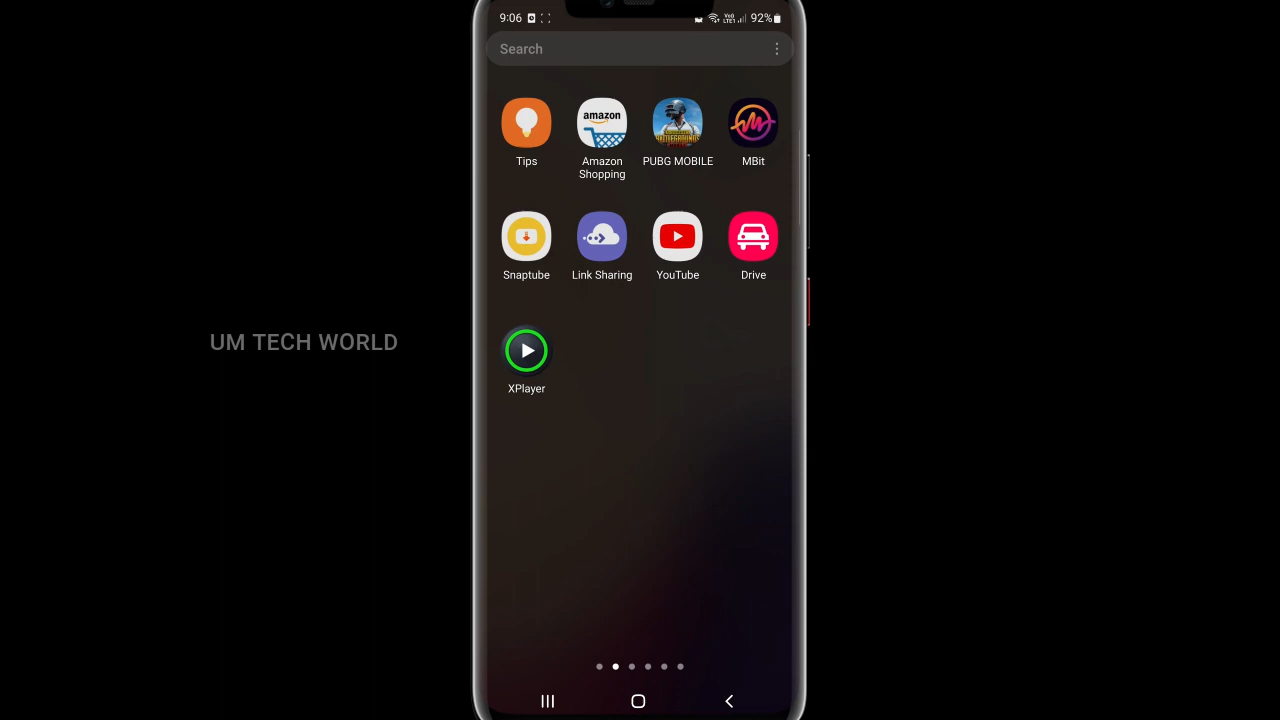 9:06
92%
Search
amazon
Tips
Amazon
Shopping
PUBG MOBILE
MBit
Snaptube
Link Sharing
YouTube
Drive
UM TECH WORLD
XPlayer